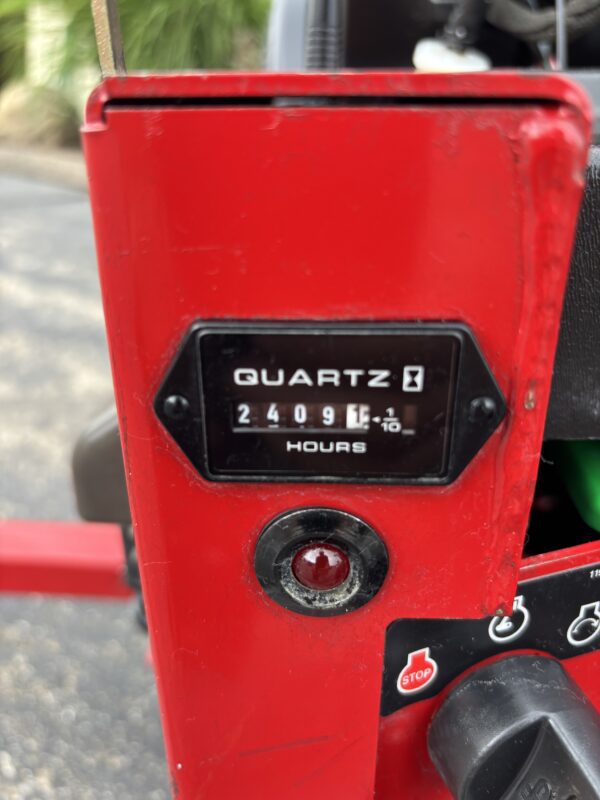 QUARTZ
2409 1/10
HOURS
STOP